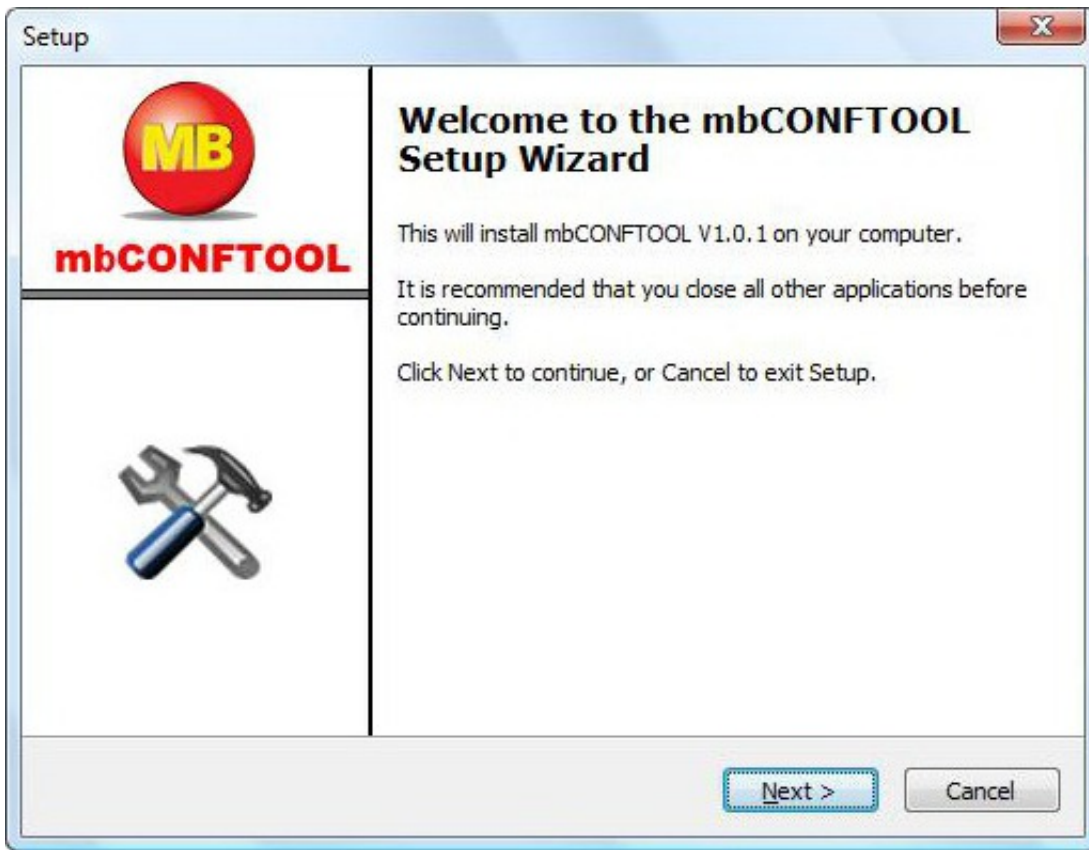 Setup
MB
mbCONFTOOL
Welcome to the mbCONFTOOL
Setup Wizard
This will install mbCONFTOOL V1.0.1 on your computer.
It is recommended that you close all other applications before
continuing.
Click Next to continue, or Cancel to exit Setup.
Next >
Cancel